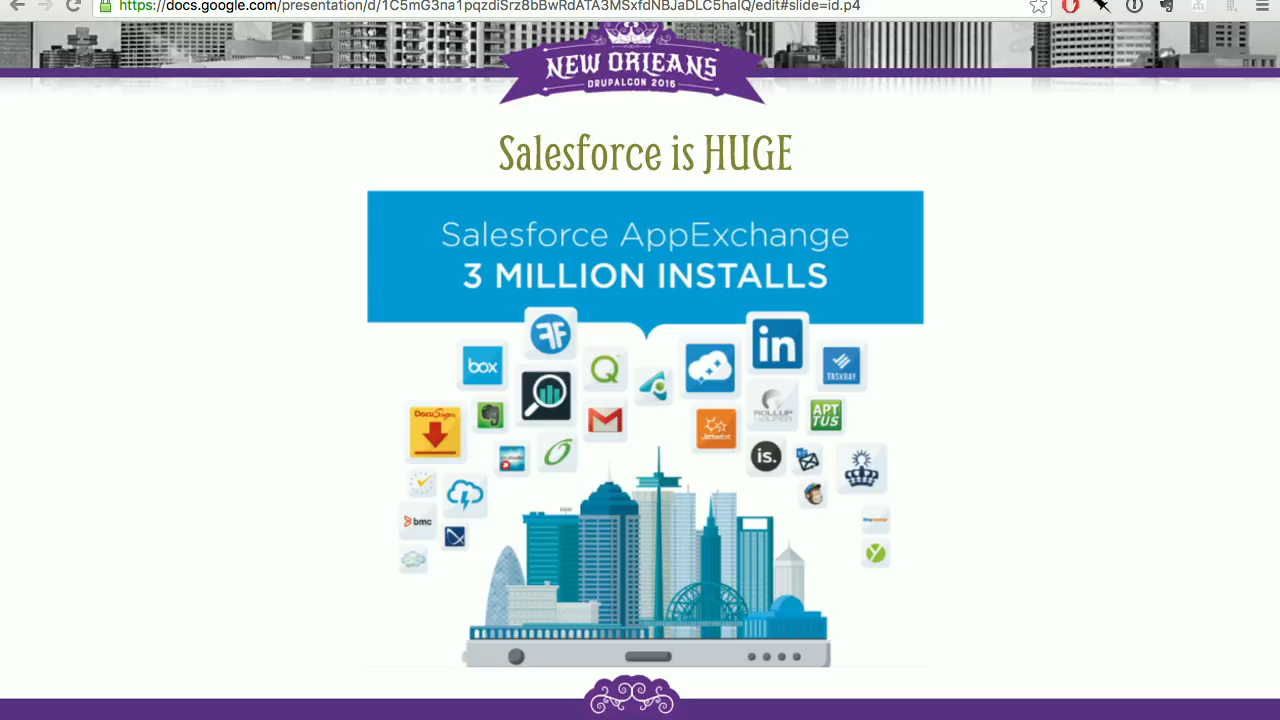 https://docs.google.com/presentation/d/1C5mG3na1pqzdiSrz8bBwRdATA3MSxfdNBJaDLC5halQ/edit#slide=id.p4
NEW ORLEANS
DRUPALCON 2016
Salesforce is HUGE
Salesforce AppExchange
3 MILLION INSTALLS
in
box
TASKRAY
ROLLUP
HELPER
DocuSign
APT
TUS
is.
bmc